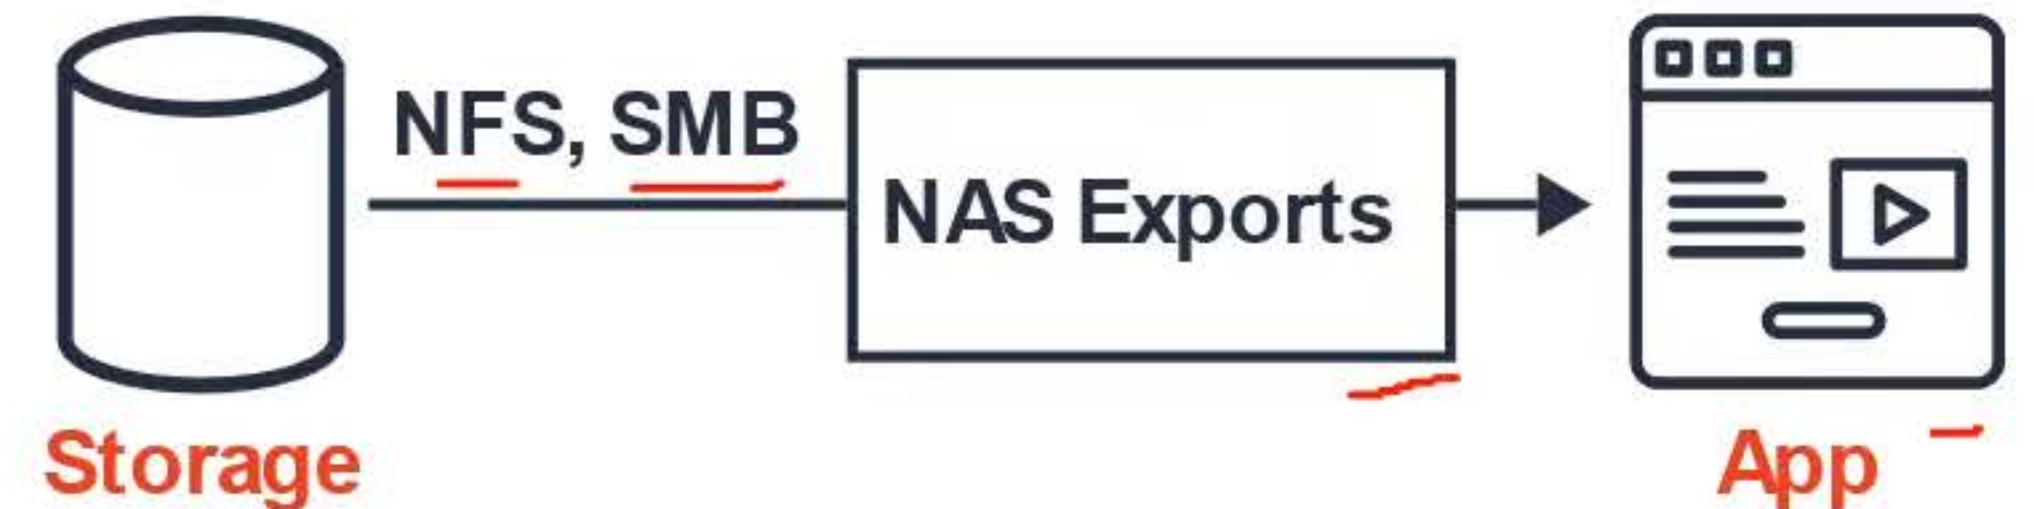 NFS, SMB
NAS Exports
Storage
App